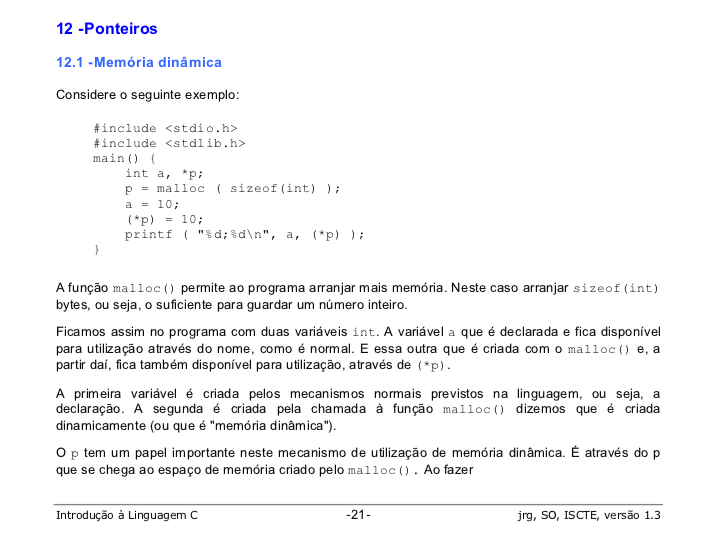 12 -Ponteiros
12.1 -Memória dinâmica
Considere o seguinte exemplo:
#include <stdio.h>
#include <stdlib.h>
main() {
    int a, *p;
    p = malloc ( sizeof(int) );
    a = 10;
    (*p) = 10;
    printf ( "%d;%d\n", a, (*p) );
}
A função malloc() permite ao programa arranjar mais memória. Neste caso arranjar sizeof(int)
bytes, ou seja, o suficiente para guardar um número inteiro.
Ficamos assim no programa com duas variáveis int. A variável a que é declarada e fica disponível
para utilização através do nome, como é normal. E essa outra que é criada com o malloc() e, a
partir daí, fica também disponível para utilização, através de (*p).
A primeira variável é criada pelos mecanismos normais previstos na linguagem, ou seja, a
declaração. A segunda é criada pela chamada à função malloc() dizemos que é criada
dinamicamente (ou que é "memória dinâmica").
O p tem um papel importante neste mecanismo de utilização de memória dinâmica. É através do p
que se chega ao espaço de memória criado pelo malloc(). Ao fazer
Introdução à Linguagem C -21- jrg, SO, ISCTE, versão 1.3